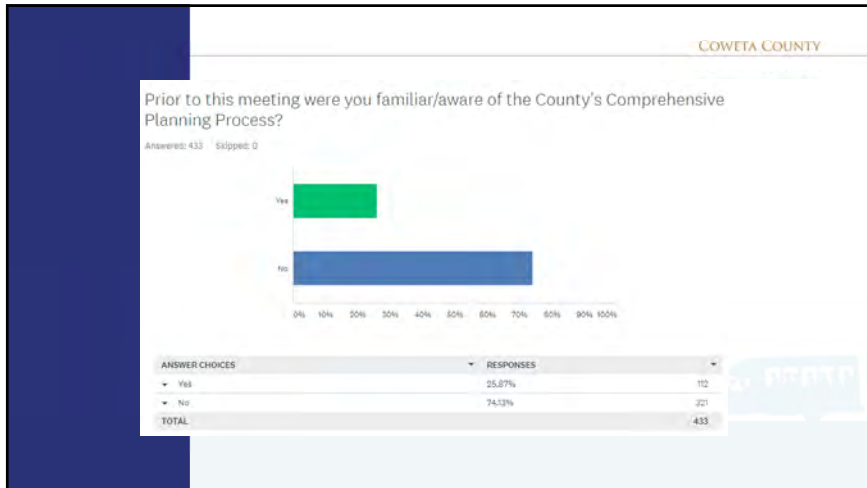 COWETA COUNTY
Prior to this meeting were you familiar/aware of the County's Comprehensive
Planning Process?
Answered: 433 Skipped: 0
Yes
No
0% 10% 20% 30% 40% 50% 60% 70% 80% 90% 100%
ANSWER CHOICES RESPONSES
Yes 25.87% 112
No 74.13% 321
TOTAL 433